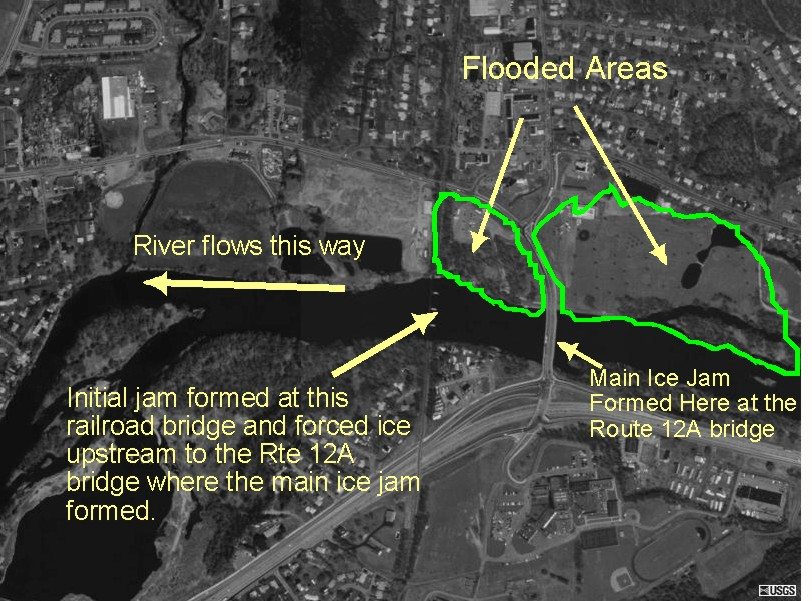 Flooded Areas
River flows this way
Main Ice Jam
Formed Here at the
Route 12A bridge
Initial jam formed at this
railroad bridge and forced ice
upstream to the Rte 12A
bridge where the main ice jam
formed.
USGS